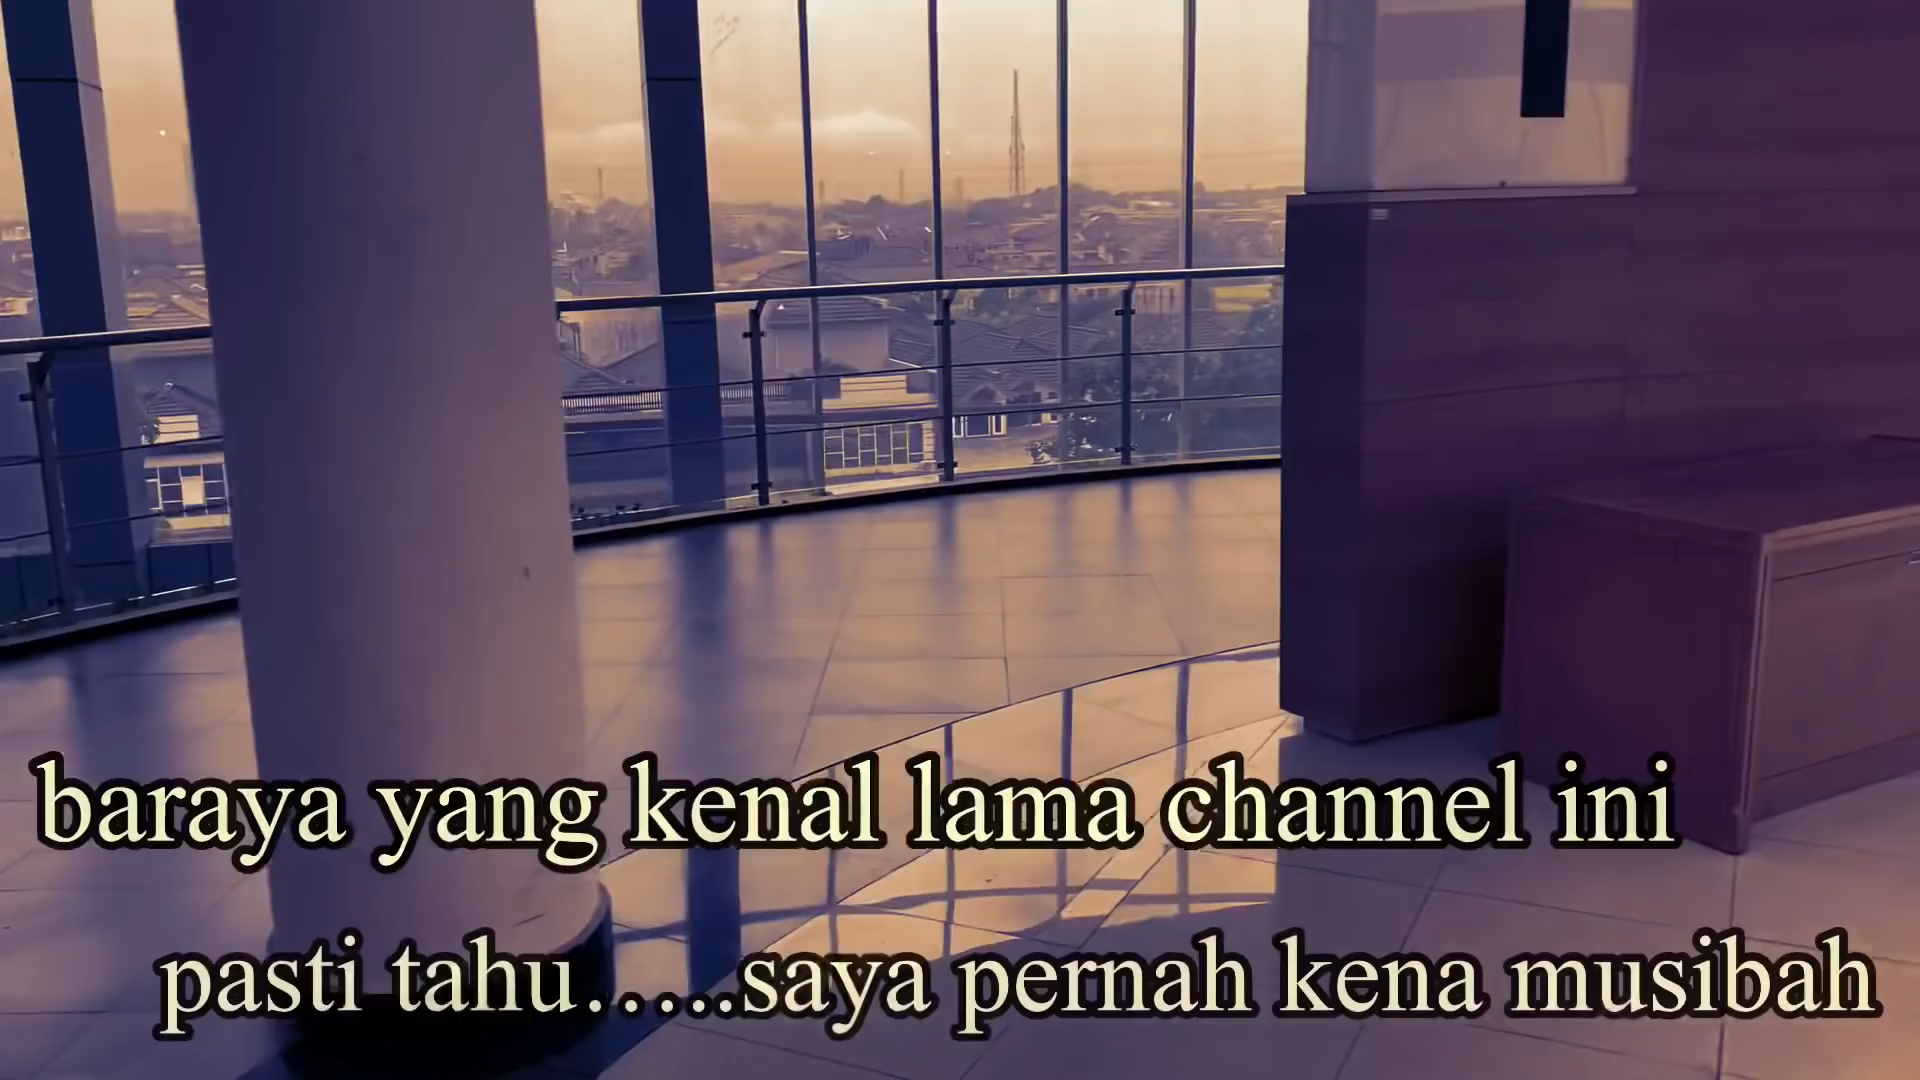 baraya yang kenal lama channel ini
pasti tahu.....saya pernah kena musibah